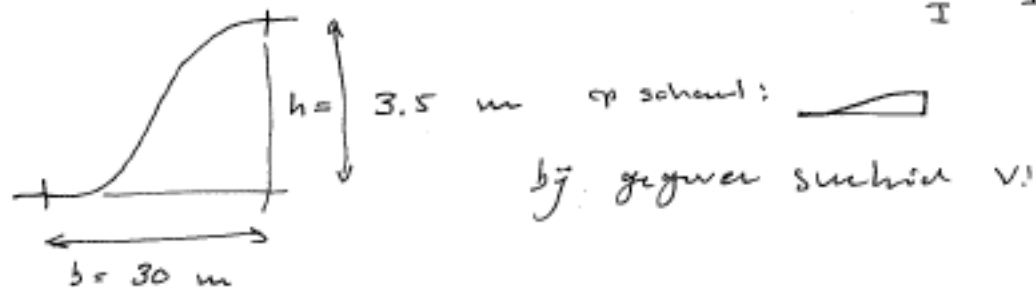 I
h = 3.5 m op schaal:
bij gegeven snelheid v!
b = 30 m